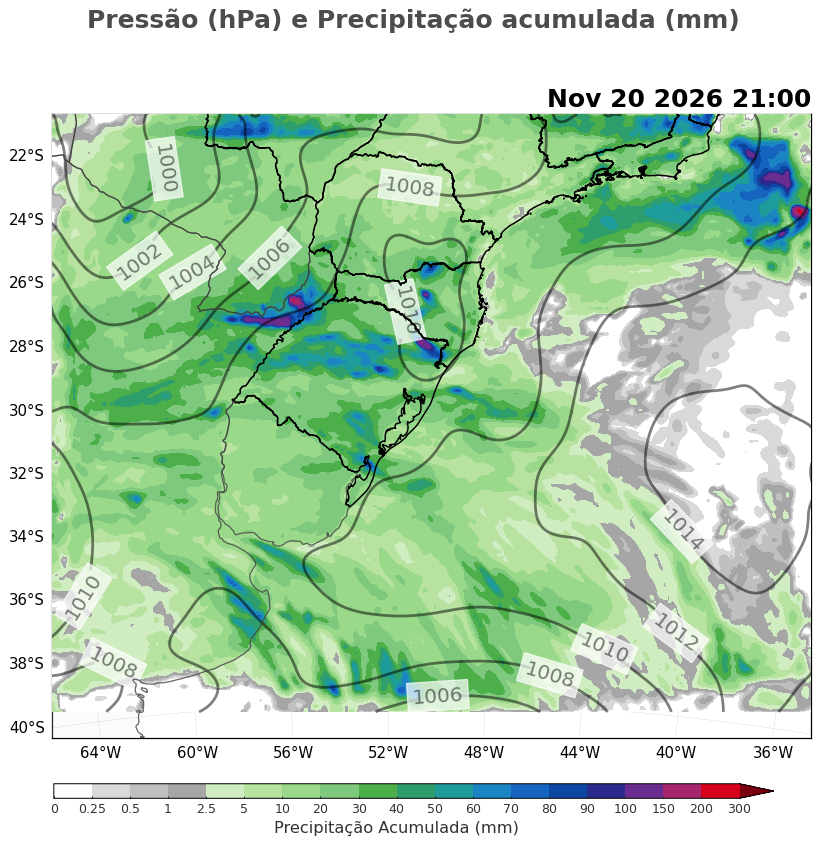 Pressão (hPa) e Precipitação acumulada (mm)
Nov 20 2026 21:00
22°S
24°S
26°S
28°S
30°S
32°S
34°S
36°S
38°S
40°S
1000
1008
1002
1004
1006
1010
1014
1010
1012
1008
1010
1008
1006
64°W 60°W 56°W 52°W 48°W 44°W 40°W 36°W
0 0.25 0.5 1 2.5 5 10 20 30 40 50 60 70 80 90 100 150 200 300
Precipitação Acumulada (mm)